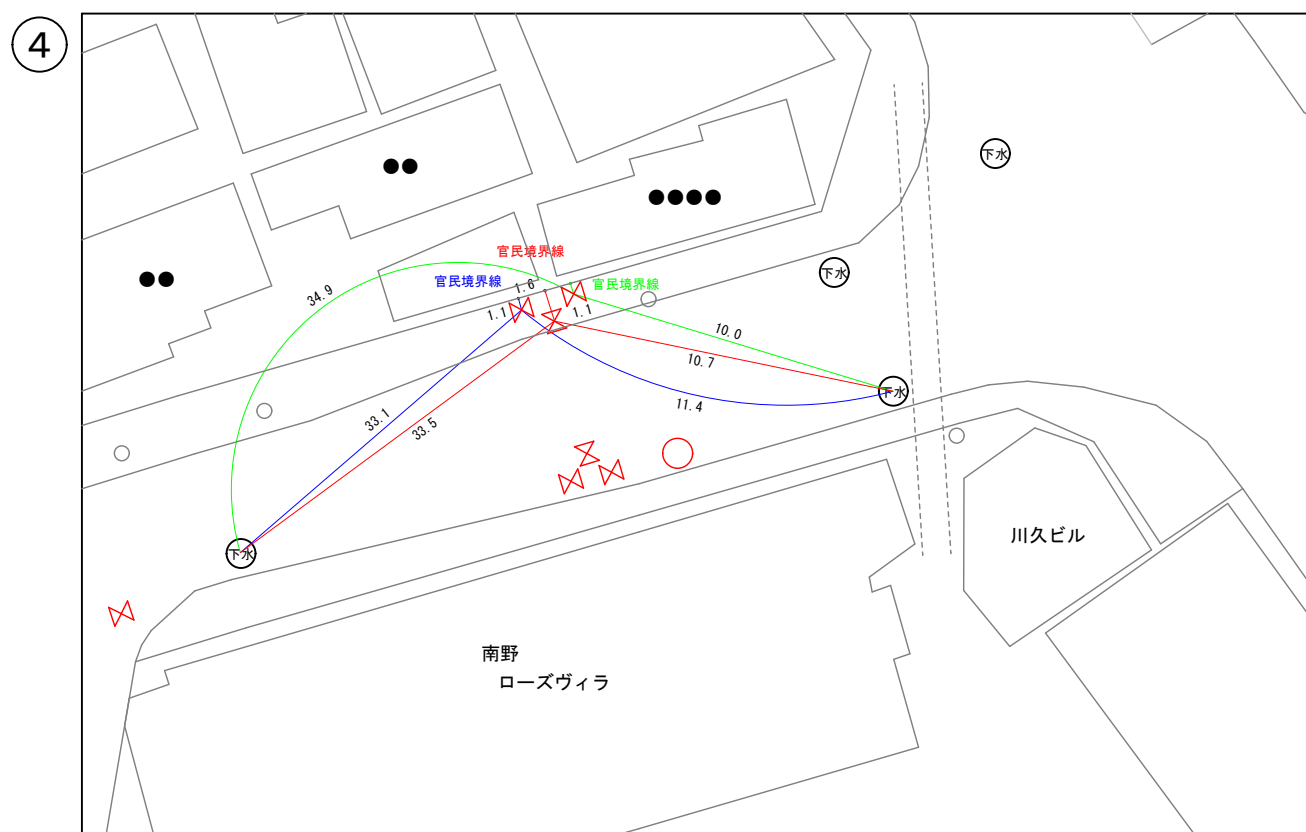 4
下水
●●
●●●●
官民境界線
下水
●●
官民境界線
1.6
官民境界線
34.9
1.1
1.1
10.0
10.7
下水
11.4
33.1
33.5
川久ビル
下水
南野
ローズヴィラ